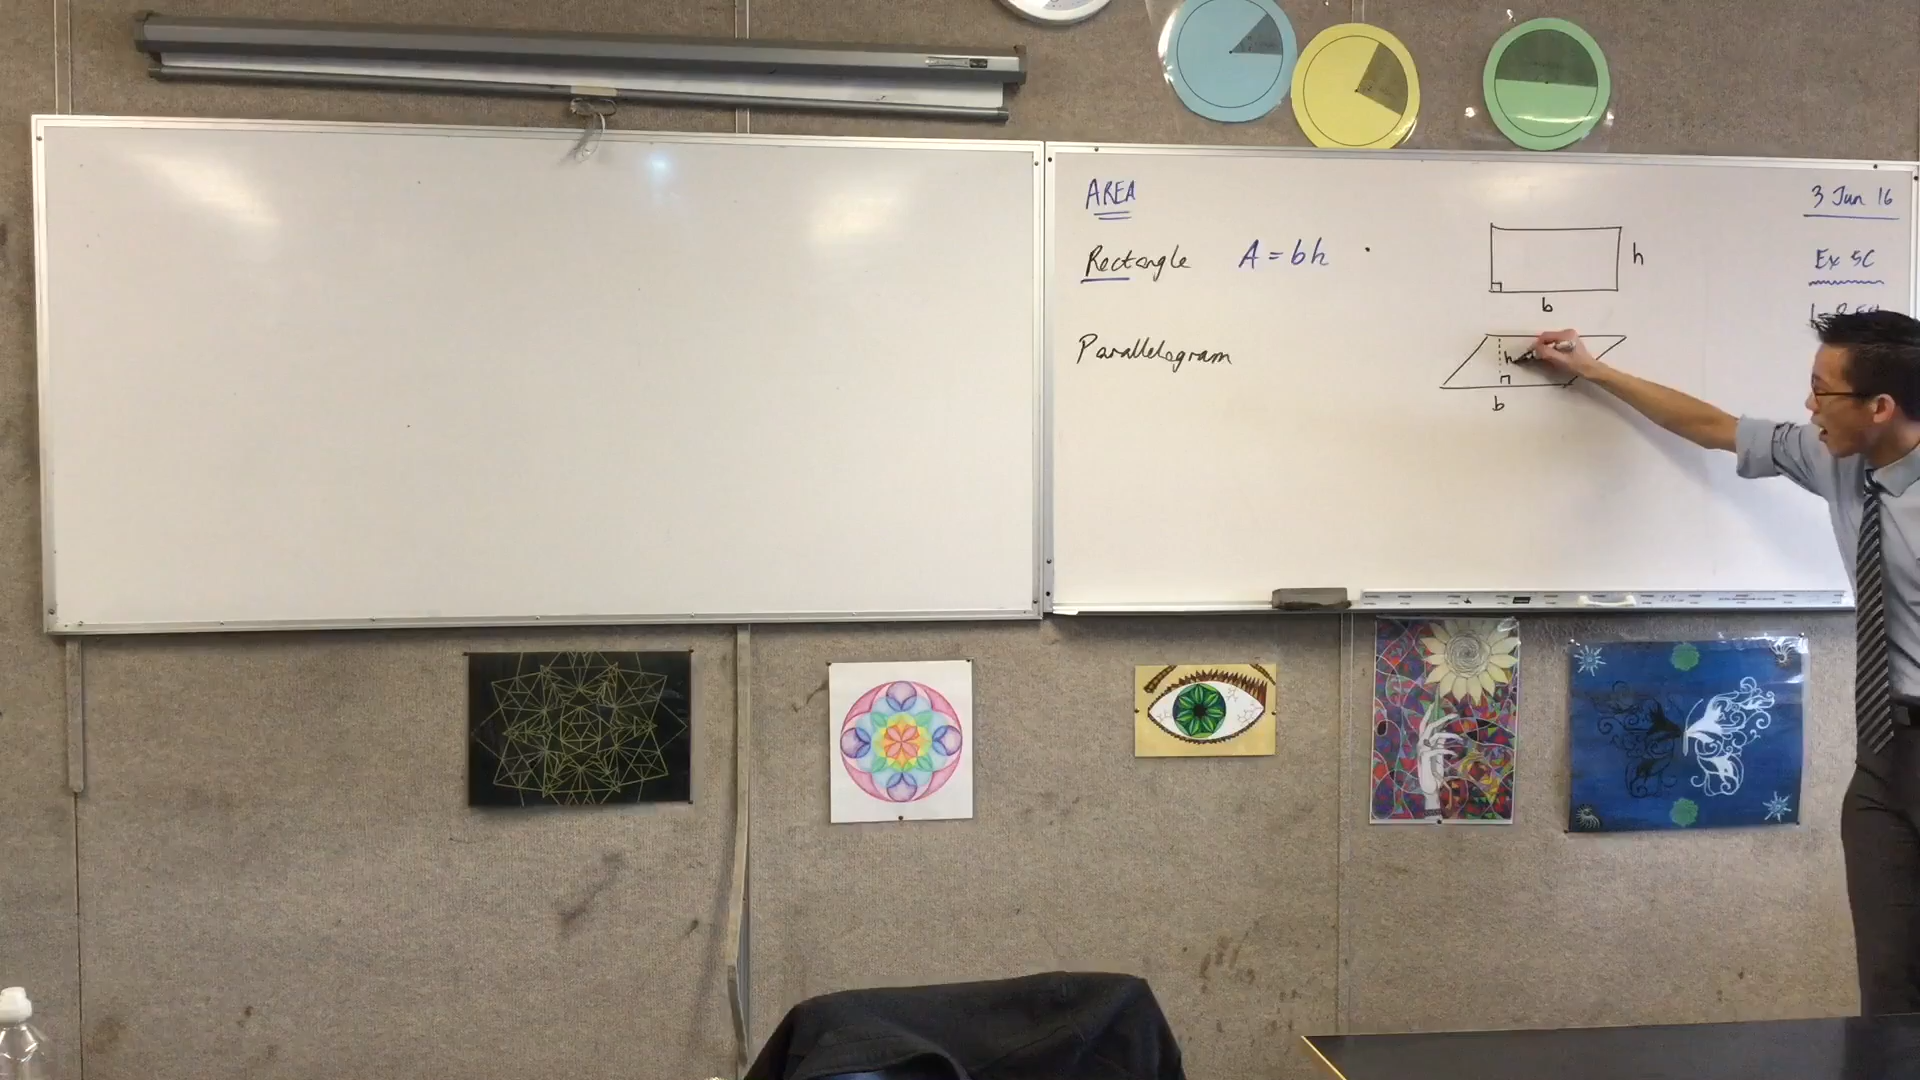 AREA
3 Jun 16
Rectangle A = bh
h
Ex 5C
b
Parallelogram
h
b